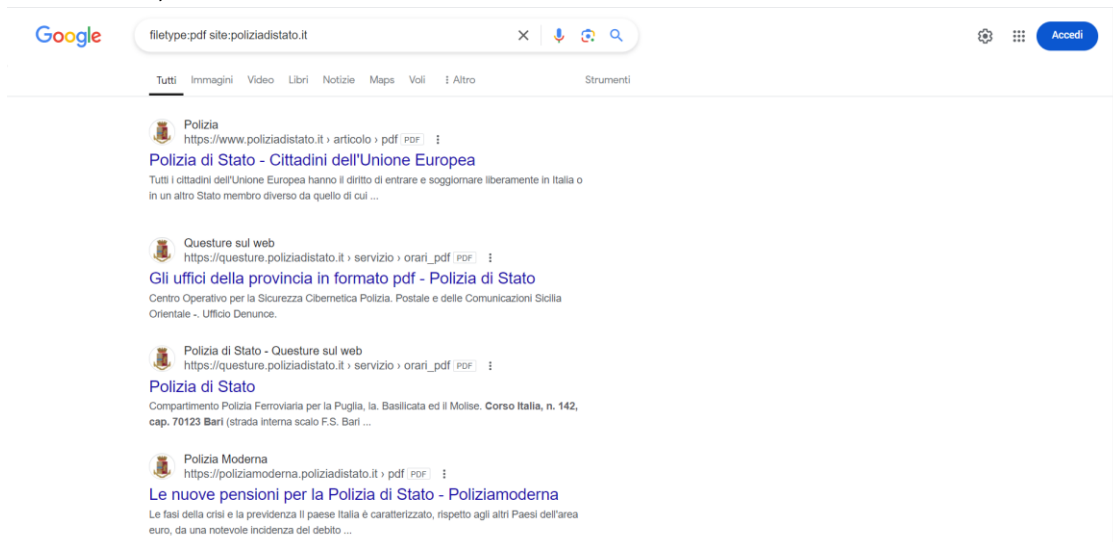 Google
filetype:pdf site:poliziadistato.it
Accedi
Tutti Immagini Video Libri Notizie Maps Voli ⋮ Altro Strumenti
Polizia
https://www.poliziadistato.it › articolo › pdf PDF ⋮
Polizia di Stato - Cittadini dell'Unione Europea
Tutti i cittadini dell'Unione Europea hanno il diritto di entrare e soggiornare liberamente in Italia o
in un altro Stato membro diverso da quello di cui ...
Questure sul web
https://questure.poliziadistato.it › servizio › orari_pdf PDF ⋮
Gli uffici della provincia in formato pdf - Polizia di Stato
Centro Operativo per la Sicurezza Cibernetica Polizia. Postale e delle Comunicazioni Sicilia
Orientale -. Ufficio Denunce.
Polizia di Stato - Questure sul web
https://questure.poliziadistato.it › servizio › orari_pdf PDF ⋮
Polizia di Stato
Compartimento Polizia Ferroviaria per la Puglia, la. Basilicata ed il Molise. Corso Italia, n. 142,
cap. 70123 Bari (strada interna scalo F.S. Bari ...
Polizia Moderna
https://poliziamoderna.poliziadistato.it › pdf PDF ⋮
Le nuove pensioni per la Polizia di Stato - Poliziamoderna
Le fasi della crisi e la previdenza Il paese Italia è caratterizzato, rispetto agli altri Paesi dell'area
euro, da una notevole incidenza del debito ...